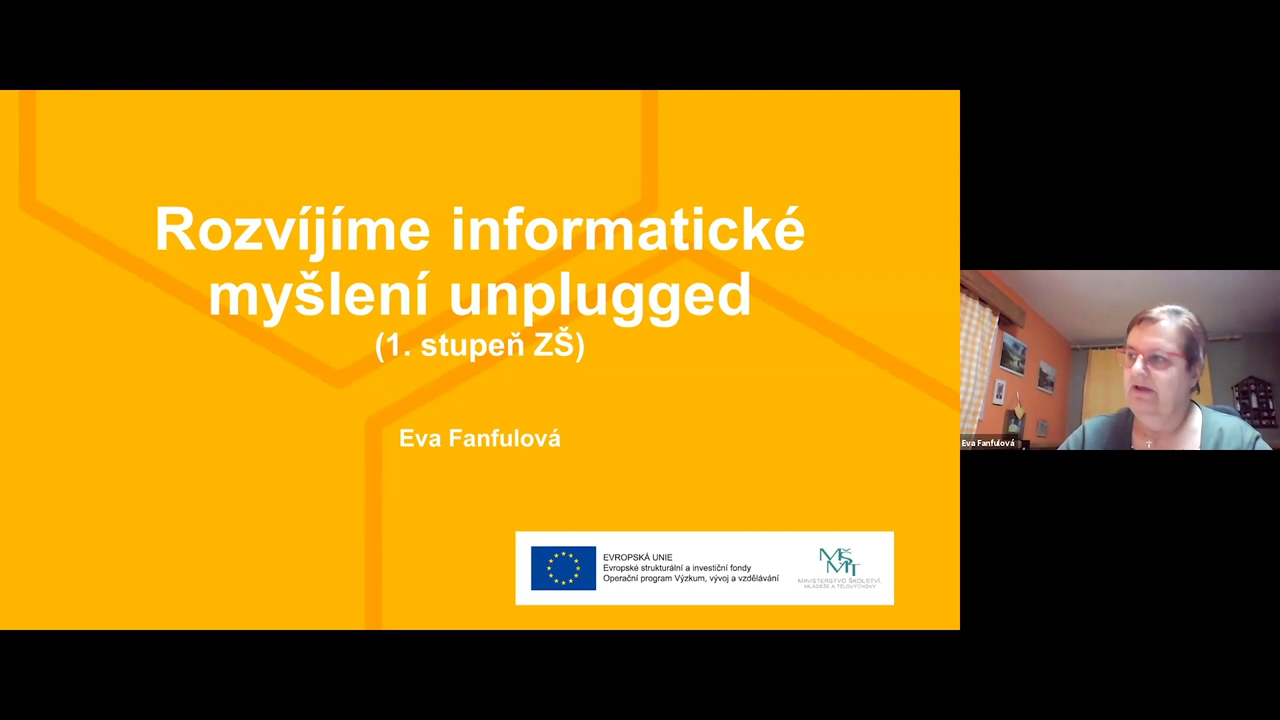 Rozvíjíme informatické
myšlení unplugged
(1. stupeň ZŠ)
Eva Fanfulová
EVROPSKÁ UNIE
Evropské strukturální a investiční fondy
Operační program Výzkum, vývoj a vzdělávání
MŠMT
MINISTERSTVO ŠKOLSTVÍ,
MLÁDEŽE A TĚLOVÝCHOVY
Eva Fanfulová